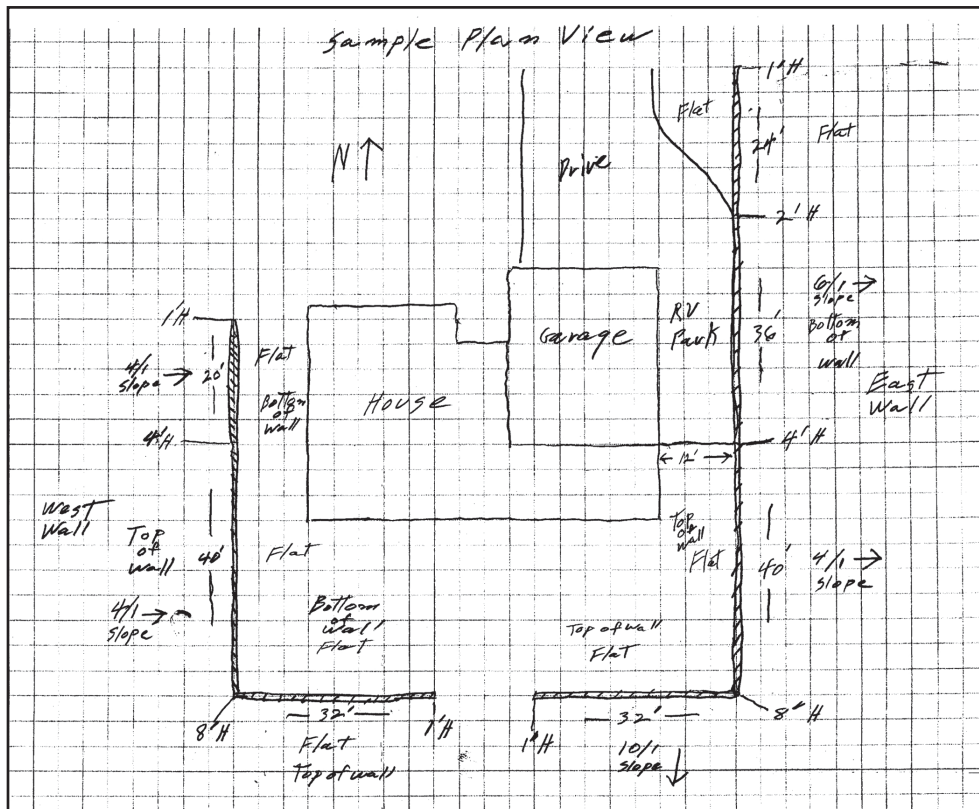 Sample Plan View
1'H
Flat
24'
Flat
N
Drive
2'H
6/1
slope
Bottom
of
wall
36'
RV
Park
Garage
1'H
Flat
4/1
slope
20'
Bottom
of
wall
House
East
Wall
4'H
4'H
12'
West
Wall
Top
of
wall
40'
Flat
Top
of
wall
Flat
40'
4/1
slope
4/1
slope
Bottom
of
wall
Flat
Top of wall
Flat
8'H
32'
1'H
Flat
Top of wall
1'H
32'
10/1
slope
8'H